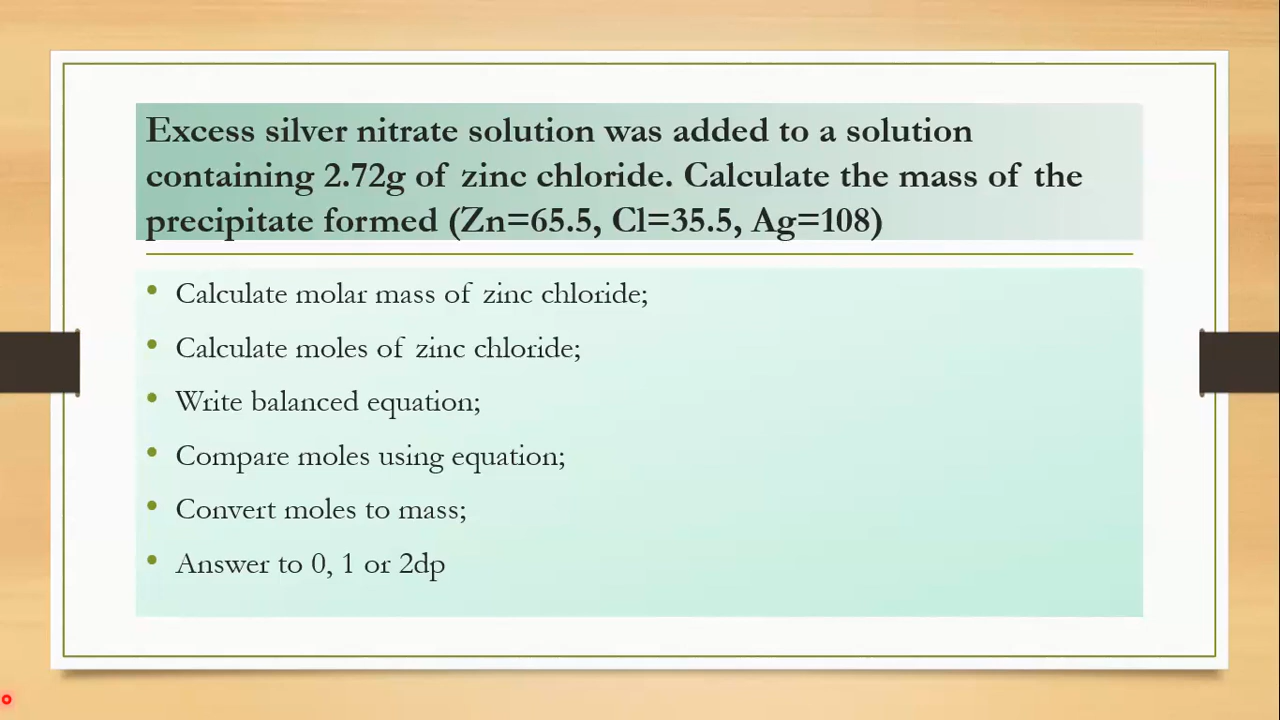 Excess silver nitrate solution was added to a solution
containing 2.72g of zinc chloride. Calculate the mass of the
precipitate formed (Zn=65.5, Cl=35.5, Ag=108)
• Calculate molar mass of zinc chloride;
• Calculate moles of zinc chloride;
• Write balanced equation;
• Compare moles using equation;
• Convert moles to mass;
• Answer to 0, 1 or 2dp